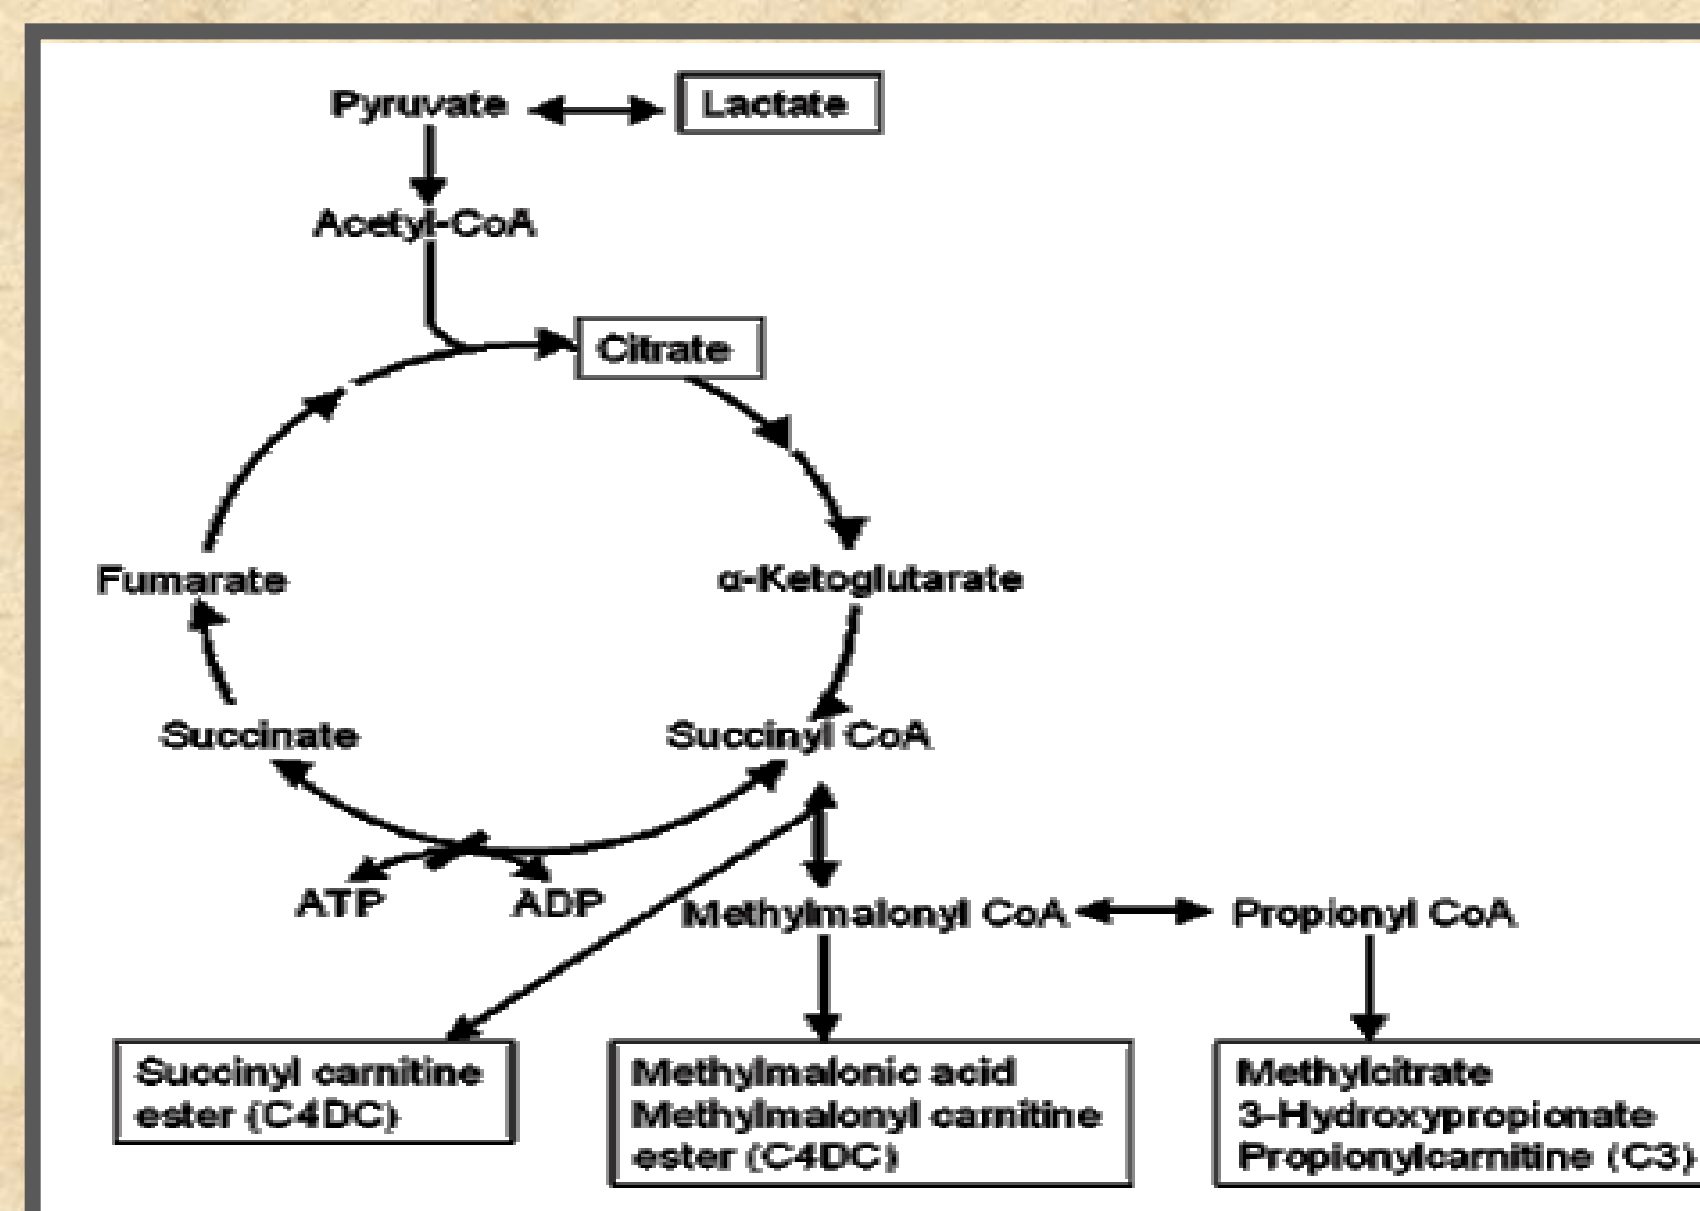 Pyruvate
Lactate
Acetyl-CoA
Citrate
Fumarate
α-Ketoglutarate
Succinate
Succinyl CoA
ATP
ADP
Methylmalonyl CoA
Propionyl CoA
Succinyl carnitine
ester (C4DC)
Methylmalonic acid
Methylmalonyl carnitine
ester (C4DC)
Methylcitrate
3-Hydroxypropionate
Propionylcarnitine (C3)